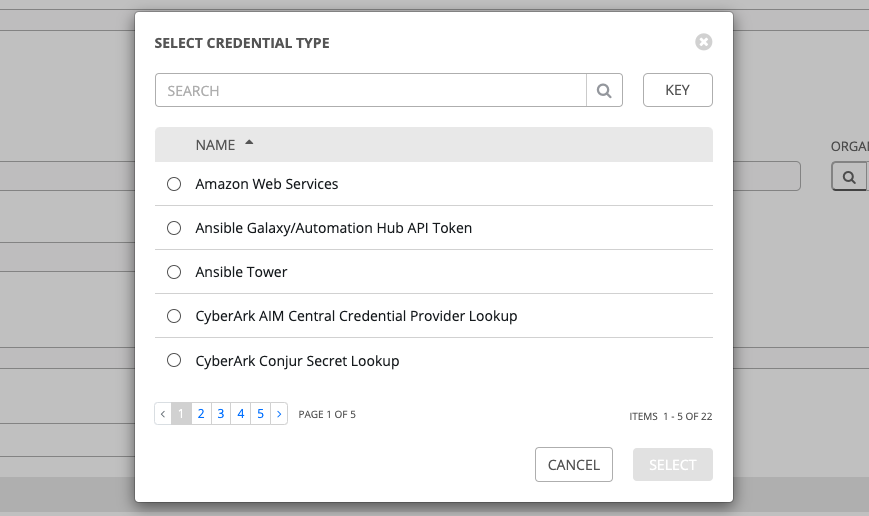 SELECT CREDENTIAL TYPE
SEARCH
KEY
NAME
ORGA
Amazon Web Services
Ansible Galaxy/Automation Hub API Token
Ansible Tower
CyberArk AIM Central Credential Provider Lookup
CyberArk Conjur Secret Lookup
< 1 2 3 4 5 > PAGE 1 OF 5
ITEMS 1 - 5 OF 22
CANCEL
SELECT